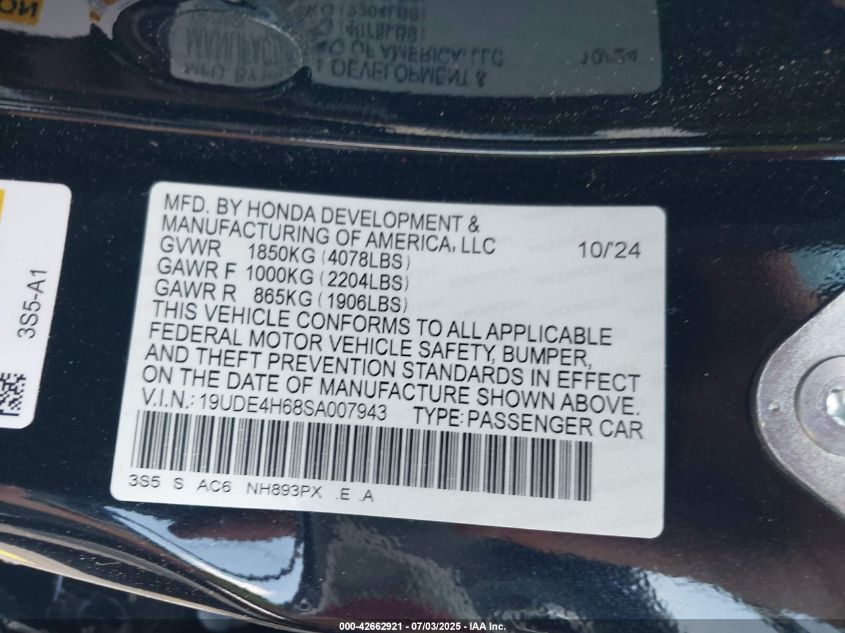 MFD. BY HONDA DEVELOPMENT &
MANUFACTURING OF AMERICA, LLC 10/'24
GVWR 1850KG (4078LBS)
GAWR F 1000KG (2204LBS)
GAWR R 865KG (1906LBS)
THIS VEHICLE CONFORMS TO ALL APPLICABLE
FEDERAL MOTOR VEHICLE SAFETY, BUMPER,
AND THEFT PREVENTION STANDARDS IN EFFECT
ON THE DATE OF MANUFACTURE SHOWN ABOVE.
V.I.N.: 19UDE4H68SA007943 TYPE: PASSENGER CAR
3S5 S AC6 NH893PX .E .A
3S5-A1
000-42662921 - 07/03/2025 - IAA Inc.